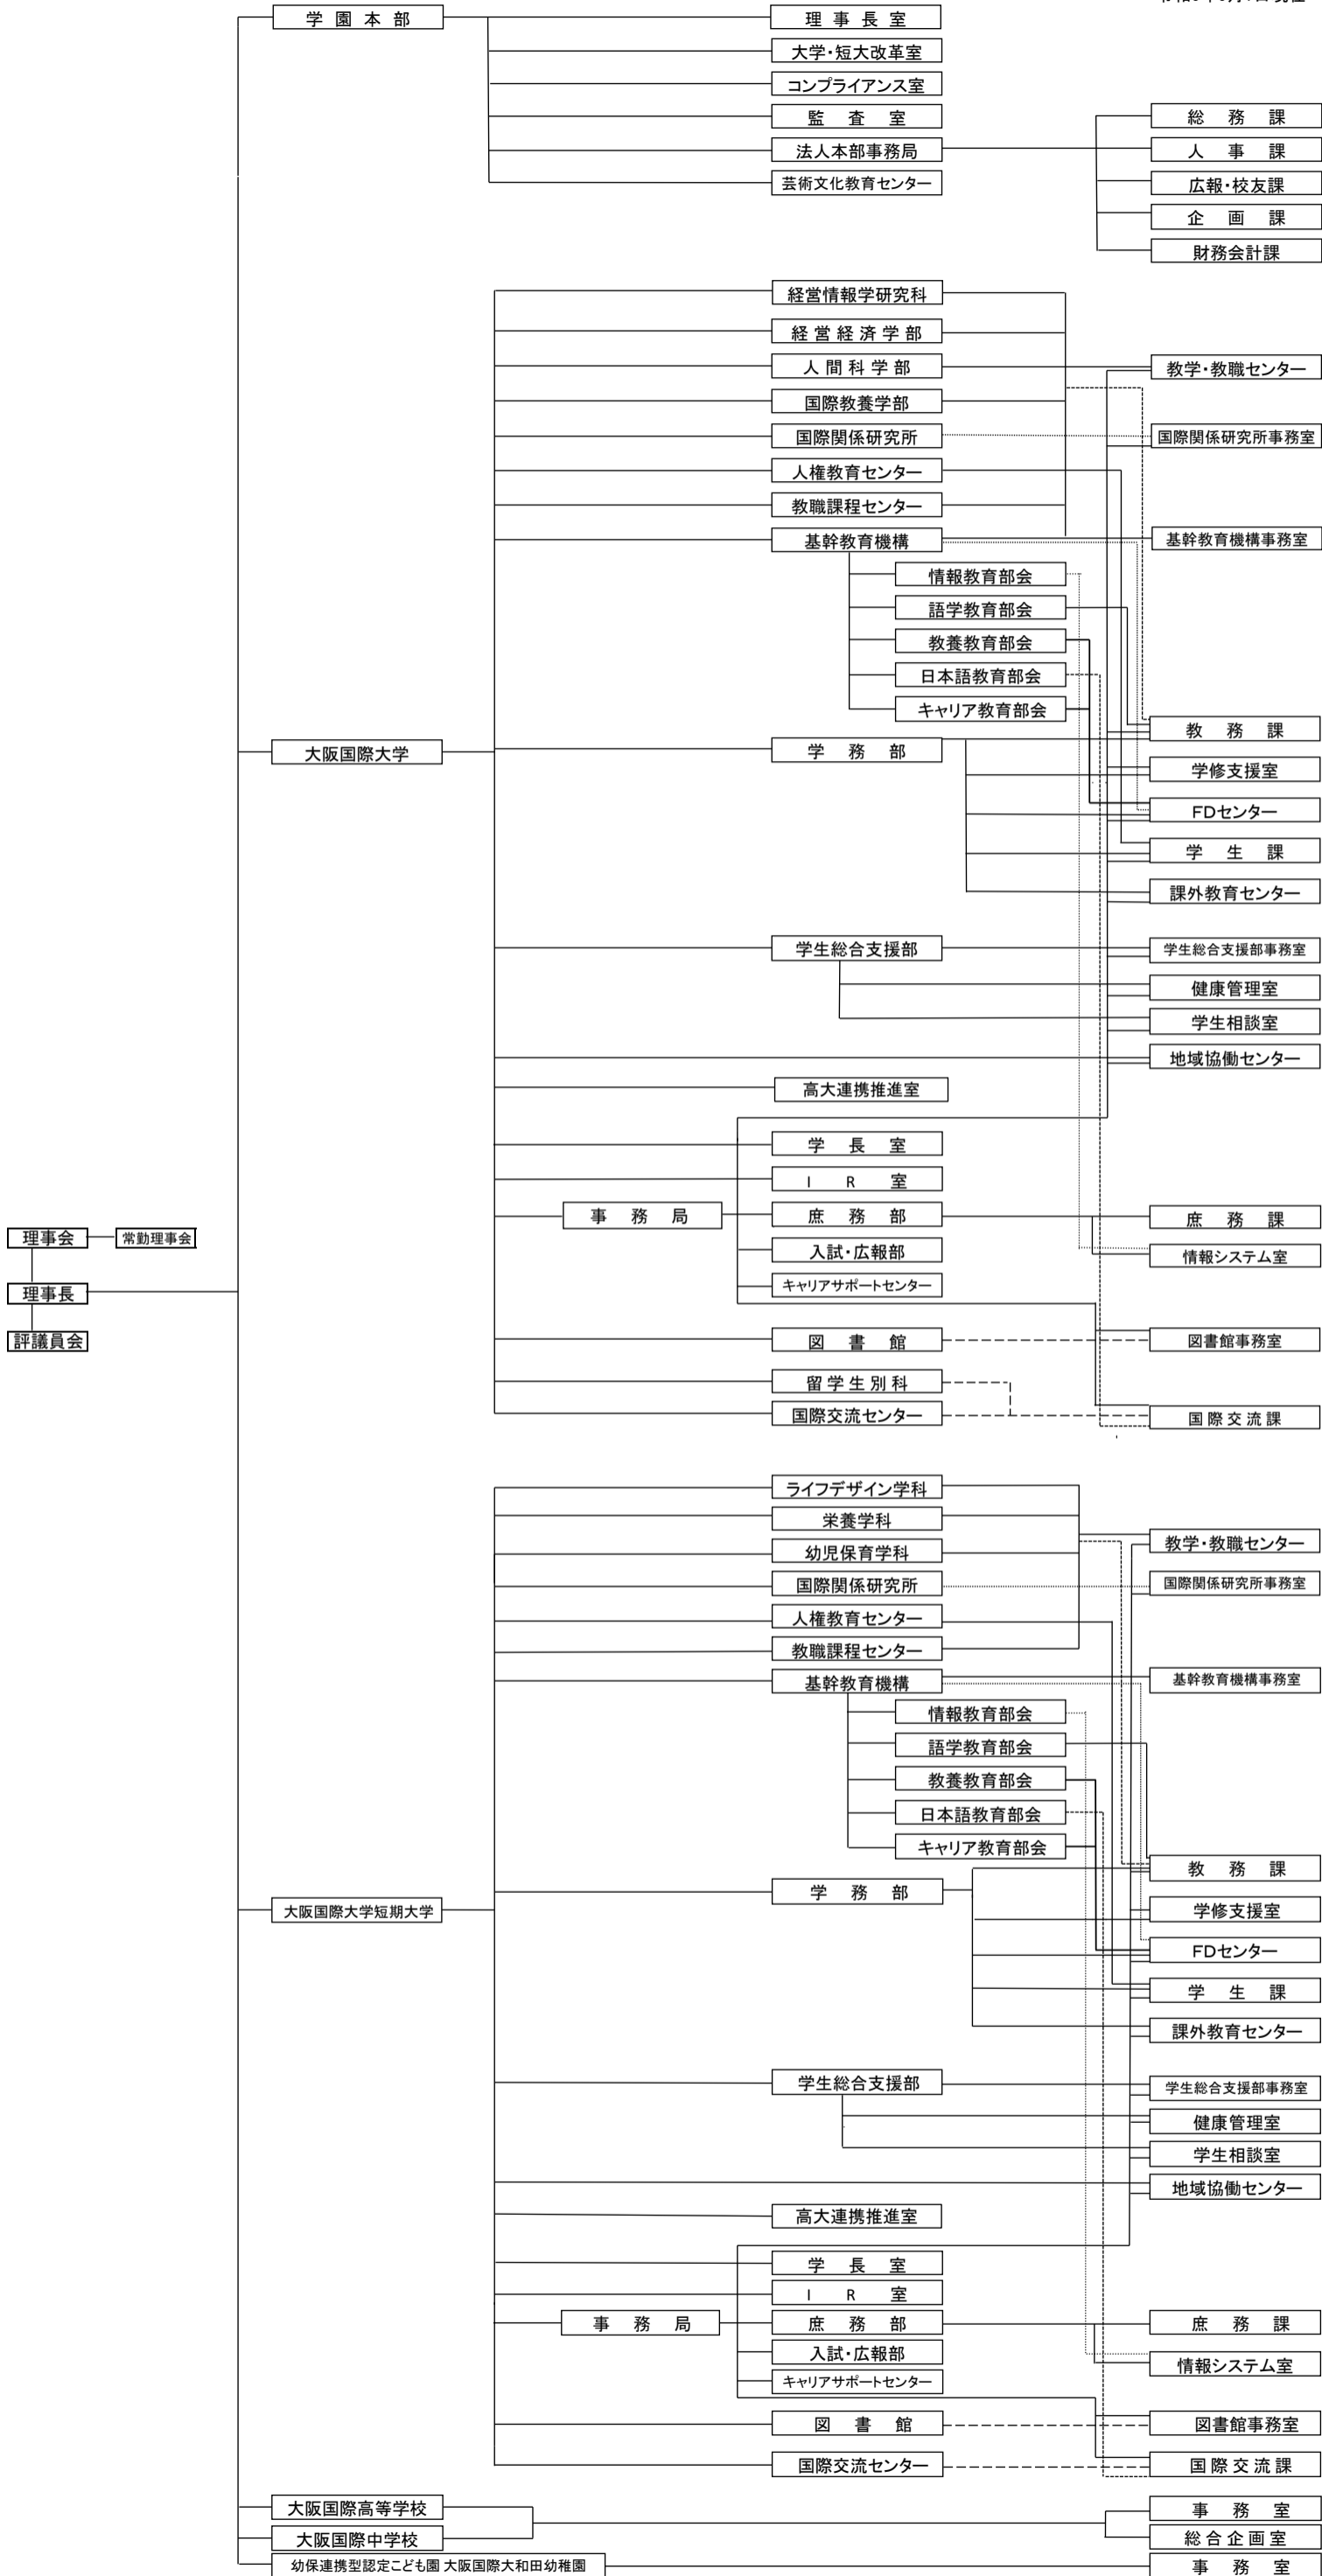 学園本部
理事長室
大学・短大改革室
コンプライアンス室
監査室
総務課
法人本部事務局
人事課
芸術文化教育センター
広報・校友課
企画課
財務会計課
経営情報学研究科
経営経済学部
人間科学部
教学・教職センター
国際教養学部
国際関係研究所
国際関係研究所事務室
人権教育センター
教職課程センター
基幹教育機構
基幹教育機構事務室
情報教育部会
語学教育部会
教養教育部会
日本語教育部会
キャリア教育部会
教務課
大阪国際大学
学務部
学修支援室
FDセンター
学生課
課外教育センター
学生総合支援部
学生総合支援部事務室
健康管理室
学生相談室
地域協働センター
高大連携推進室
学長室
IR室
事務局
庶務部
庶務課
理事会
常勤理事会
入試・広報部
情報システム室
キャリアサポートセンター
理事長
評議員会
図書館
図書館事務室
留学生別科
国際交流センター
国際交流課
ライフデザイン学科
栄養学科
教学・教職センター
幼児保育学科
国際関係研究所
国際関係研究所事務室
人権教育センター
教職課程センター
基幹教育機構
基幹教育機構事務室
情報教育部会
語学教育部会
教養教育部会
日本語教育部会
キャリア教育部会
教務課
学務部
大阪国際大学短期大学
学修支援室
FDセンター
学生課
課外教育センター
学生総合支援部
学生総合支援部事務室
健康管理室
学生相談室
地域協働センター
高大連携推進室
学長室
IR室
事務局
庶務部
庶務課
入試・広報部
情報システム室
キャリアサポートセンター
図書館
図書館事務室
国際交流センター
国際交流課
大阪国際高等学校
事務室
大阪国際中学校
総合企画室
幼保連携型認定こども園 大阪国際大和田幼稚園
事務室